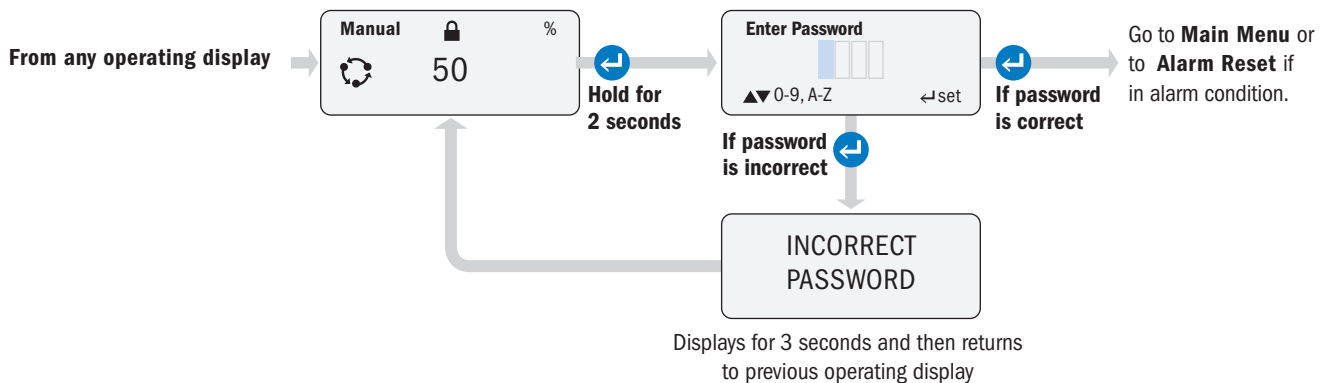 From any operating display
Manual %
50
Hold for
2 seconds
Enter Password
▲▼ 0-9, A-Z ↵ set
If password
is correct
Go to Main Menu or
to Alarm Reset if
in alarm condition.
If password
is incorrect
INCORRECT
PASSWORD
Displays for 3 seconds and then returns
to previous operating display